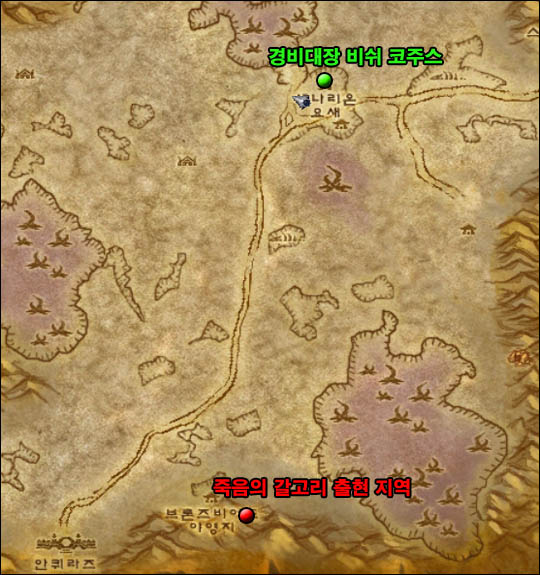 경비대장 비쉬 코주스
나리온
요새
죽음의 갈고리 출현 지역
브론즈비어
야영지
안퀴라즈